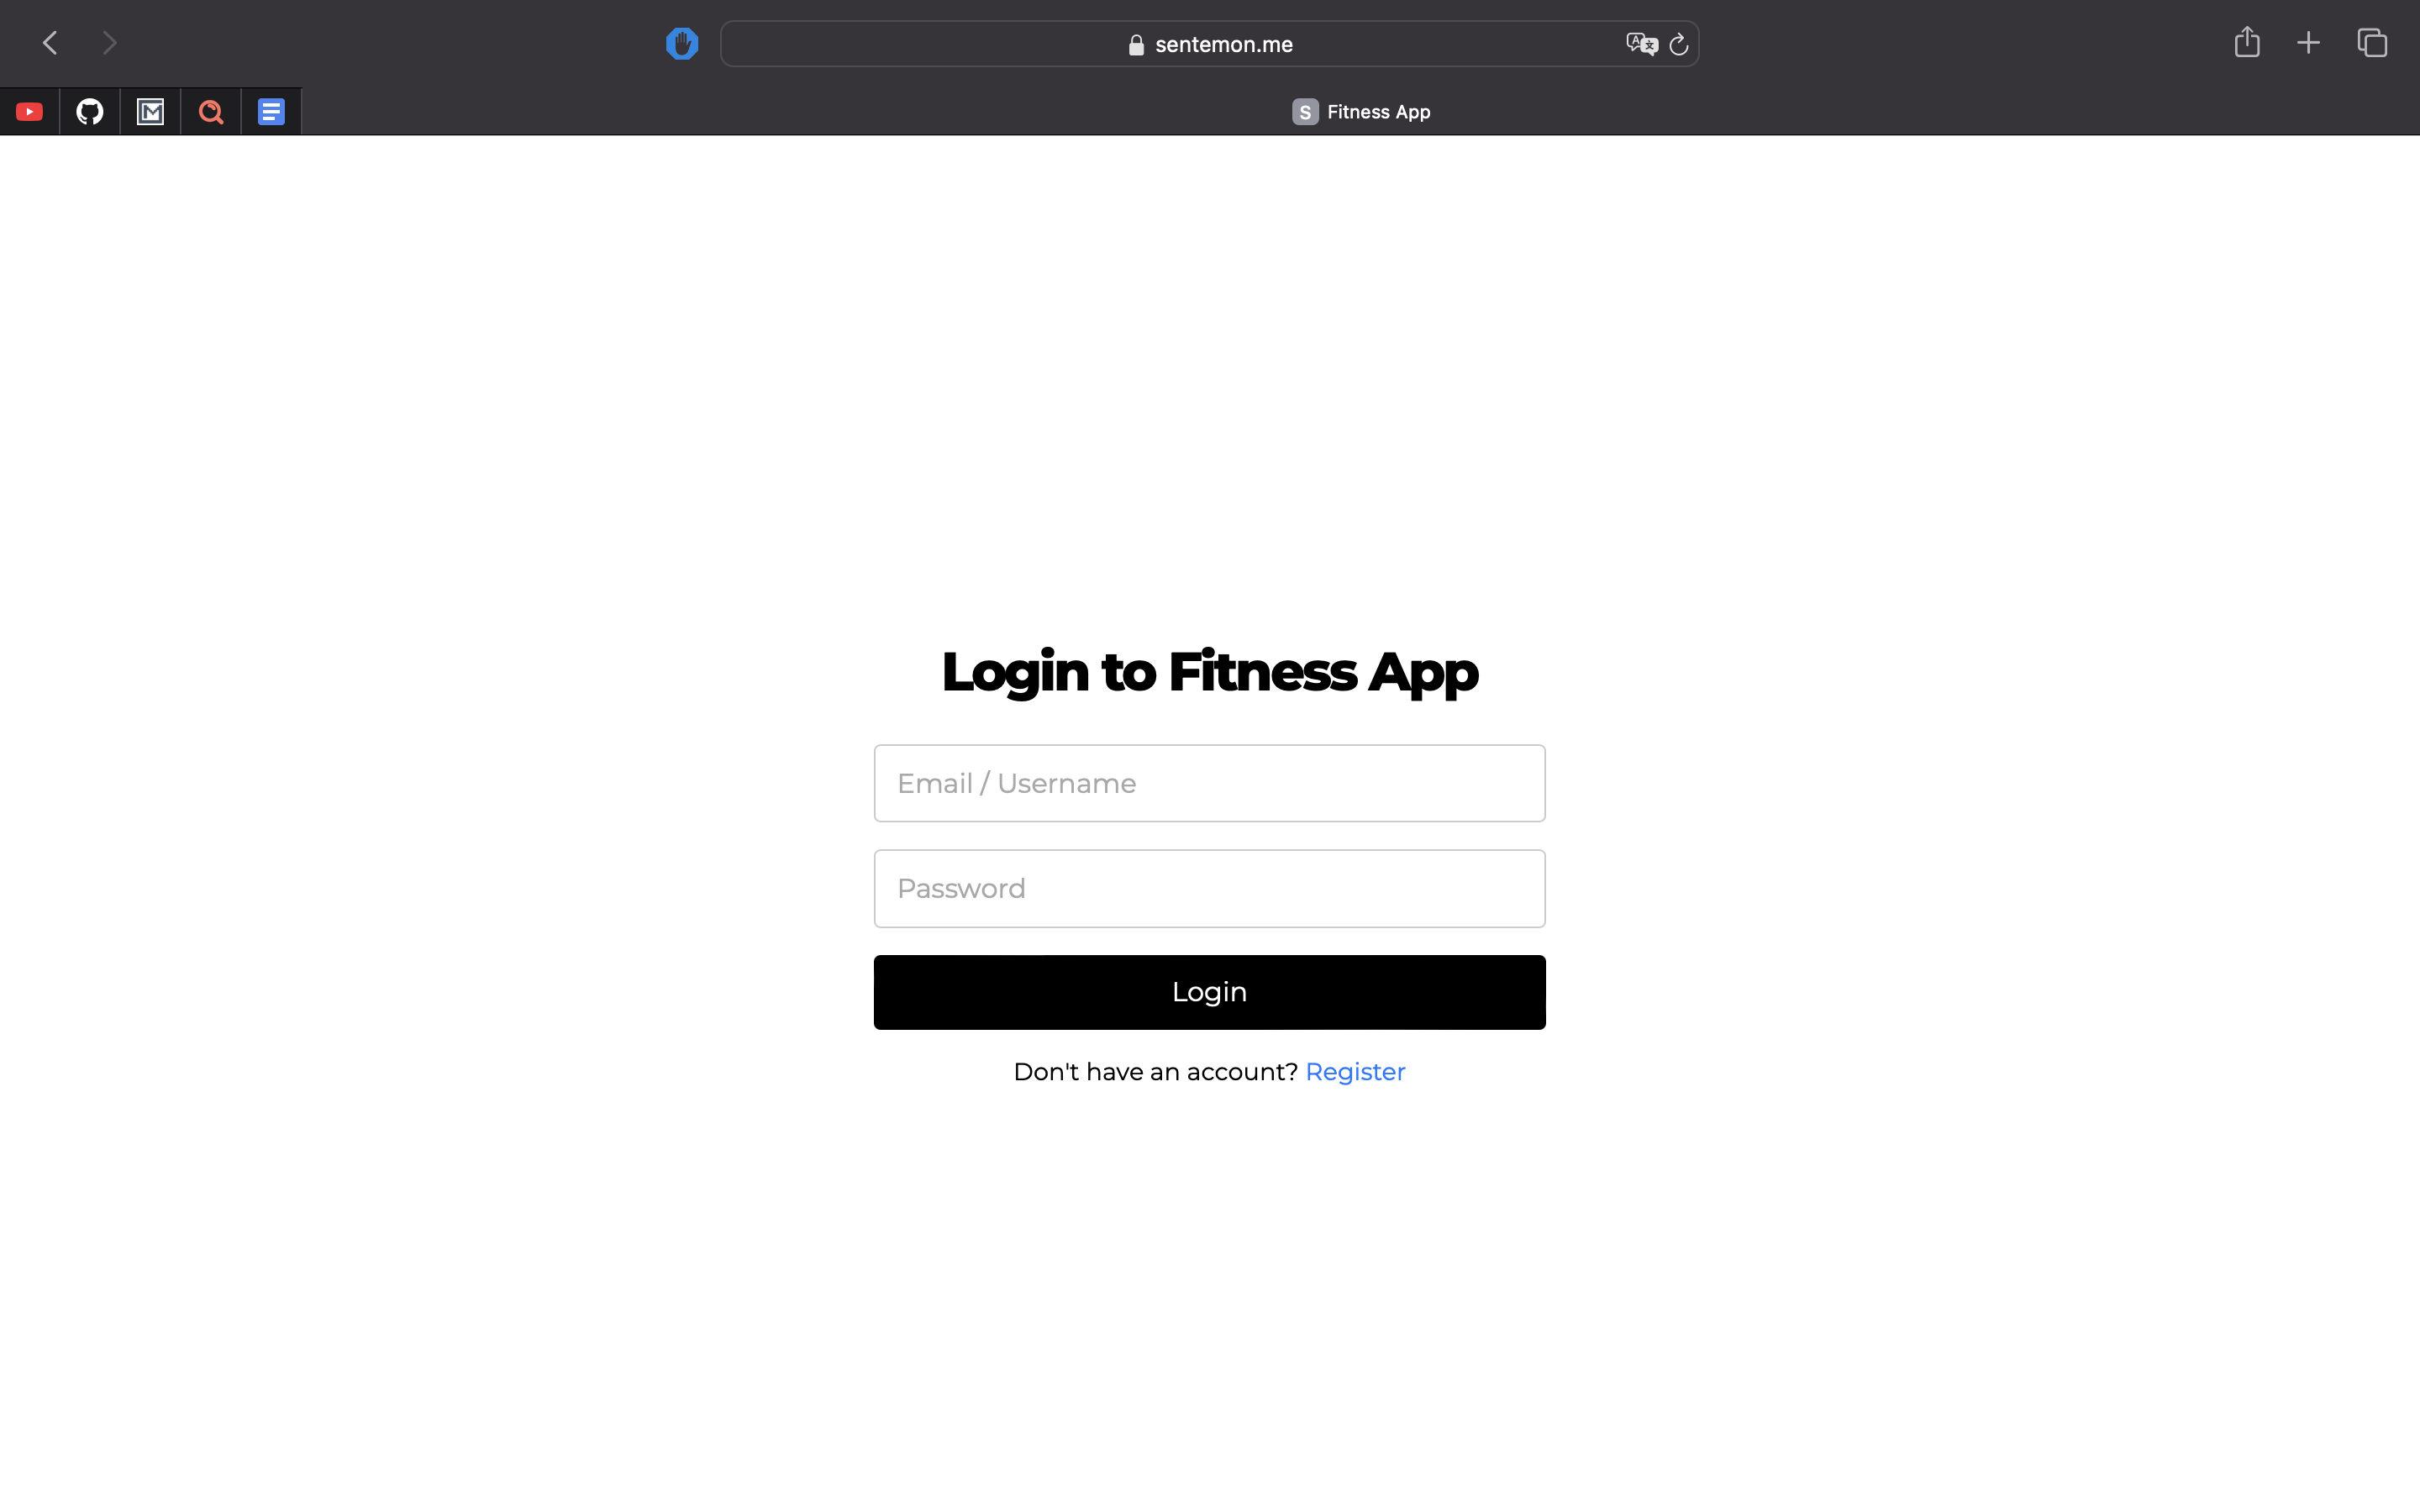 sentemon.me
S Fitness App
Login to Fitness App
Email / Username
Password
Login
Don't have an account? Register